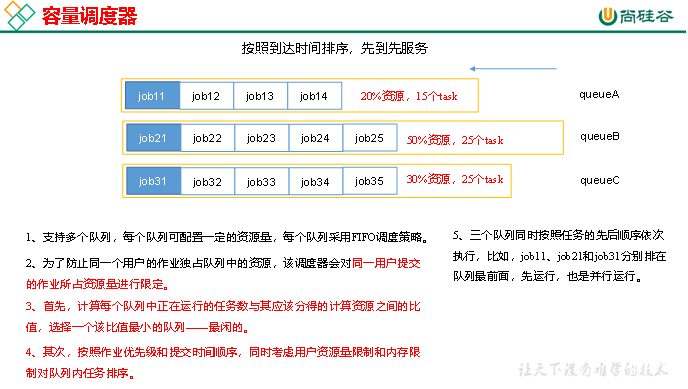 容量调度器
尚硅谷
按照到达时间排序，先到先服务
job11 job12 job13 job14 20%资源，15个task queueA
job21 job22 job23 job24 job25 50%资源，25个task queueB
job31 job32 job33 job34 job35 30%资源，25个task queueC
1、支持多个队列，每个队列可配置一定的资源量，每个队列采用FIFO调度策略。
2、为了防止同一个用户的作业独占队列中的资源，该调度器会对同一用户提交
的作业所占资源量进行限定。
3、首先，计算每个队列中正在运行的任务数与其应该分得的计算资源之间的比
值，选择一个该比值最小的队列——最闲的。
4、其次，按照作业优先级和提交时间顺序，同时考虑用户资源量限制和内存限
制对队列内任务排序。
5、三个队列同时按照任务的先后顺序依次
执行，比如，job11、job21和job31分别排在
队列最前面，先运行，也是并行运行。
让天下没有难学的技术